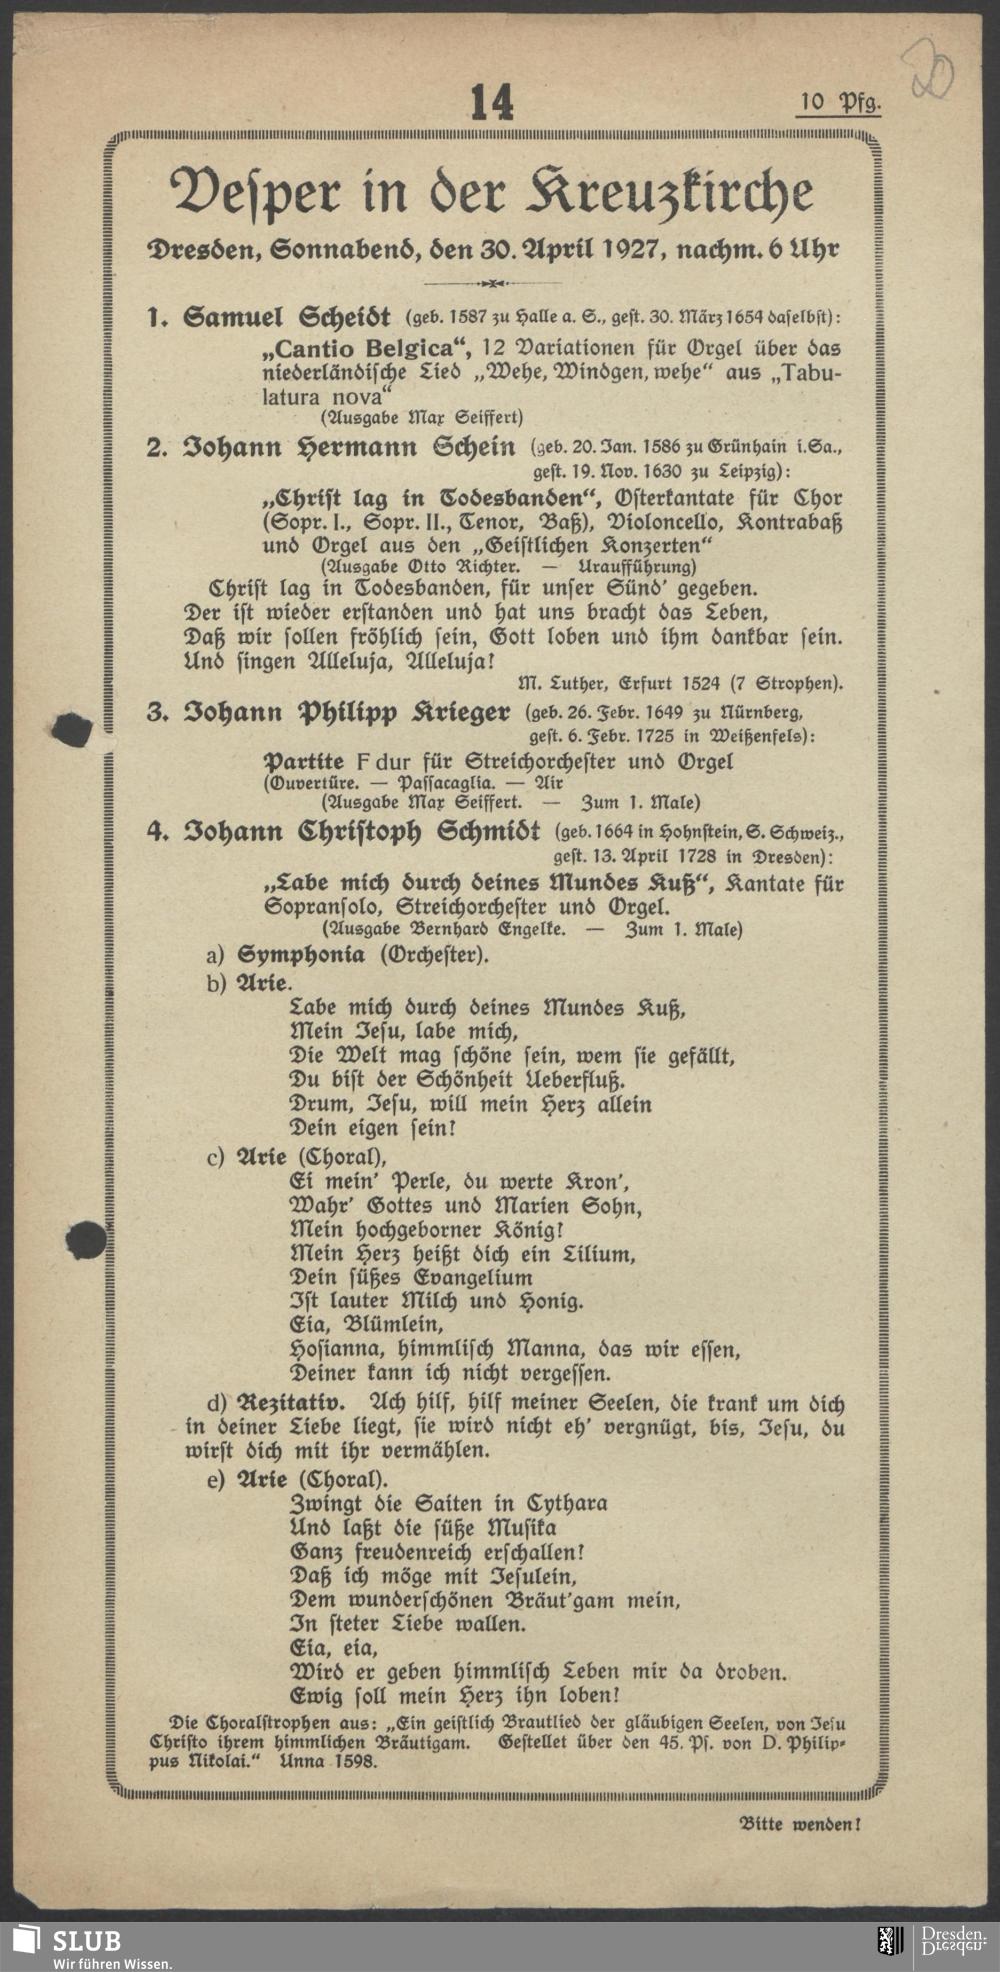 20
14
10 Pfg.
Vesper in der Kreuzkirche
Dresden, Sonnabend, den 30. April 1927, nachm. 6 Uhr
1. Samuel Scheidt (geb. 1587 zu Halle a. S., gest. 30. März 1654 daselbst):
„Cantio Belgica“, 12 Variationen für Orgel über das
niederländische Lied „Wehe, Windgen, wehe“ aus „Tabu-
latura nova“
(Ausgabe Max Seiffert)
2. Johann Hermann Schein (geb. 20. Jan. 1586 zu Grünhain i. Sa.,
gest. 19. Nov. 1630 zu Leipzig):
„Christ lag in Todesbanden“, Osterkantate für Chor
(Sopr. I., Sopr. II., Tenor, Baß), Violoncello, Kontrabaß
und Orgel aus den „Geistlichen Konzerten“
(Ausgabe Otto Richter. — Uraufführung)
Christ lag in Todesbanden, für unser Sünd' gegeben.
Der ist wieder erstanden und hat uns bracht das Leben,
Daß wir sollen fröhlich sein, Gott loben und ihm dankbar sein.
Und singen Alleluja, Alleluja!
M. Luther, Erfurt 1524 (7 Strophen).
3. Johann Philipp Krieger (geb. 26. Febr. 1649 zu Nürnberg,
gest. 6. Febr. 1725 in Weißenfels):
Partite F dur für Streichorchester und Orgel
(Ouvertüre. — Passacaglia. — Air
(Ausgabe Max Seiffert. — Zum 1. Male)
4. Johann Christoph Schmidt (geb. 1664 in Hohnstein, S. Schweiz.,
gest. 13. April 1728 in Dresden):
„Labe mich durch deines Mundes Kuß“, Kantate für
Sopransolo, Streichorchester und Orgel.
(Ausgabe Bernhard Engelke. — Zum 1. Male)
a) Symphonia (Orchester).
b) Arie.
Labe mich durch deines Mundes Kuß,
Mein Jesu, labe mich,
Die Welt mag schöne sein, wem sie gefällt,
Du bist der Schönheit Ueberfluß.
Drum, Jesu, will mein Herz allein
Dein eigen sein!
c) Arie (Choral),
Ei mein' Perle, du werte Kron',
Wahr' Gottes und Marien Sohn,
Mein hochgeborner König!
Mein Herz heißt dich ein Lilium,
Dein süßes Evangelium
Ist lauter Milch und Honig.
Eia, Blümlein,
Hosianna, himmlisch Manna, das wir essen,
Deiner kann ich nicht vergessen.
d) Rezitativ. Ach hilf, hilf meiner Seelen, die krank um dich
in deiner Liebe liegt, sie wird nicht eh' vergnügt, bis, Jesu, du
wirst dich mit ihr vermählen.
e) Arie (Choral).
Zwingt die Saiten in Cythara
Und laßt die süße Musika
Ganz freudenreich erschallen!
Daß ich möge mit Jesulein,
Dem wunderschönen Bräut'gam mein,
In steter Liebe wallen.
Eia, eia,
Wird er geben himmlisch Leben mir da droben.
Ewig soll mein Herz ihn loben!
Die Choralstrophen aus: „Ein geistlich Brautlied der gläubigen Seelen, von Jesu
Christo ihrem himmlichen Bräutigam. Gestellet über den 45. Ps. von D. Philip-
pus Nikolai.“ Unna 1598.
Bitte wenden!
SLUB
Wir führen Wissen.
Dresden.
Dresden.